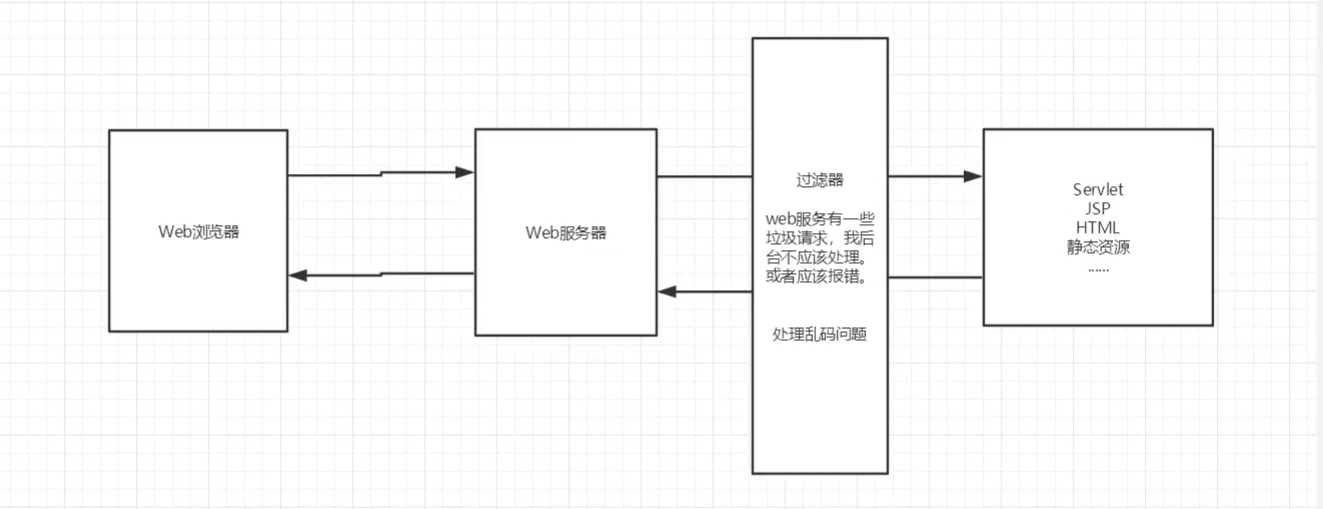 Web浏览器
Web服务器
过滤器
web服务有一些
垃圾请求，我后
台不应该处理。
或者应该报错。
处理乱码问题
Servlet
JSP
HTML
静态资源
......